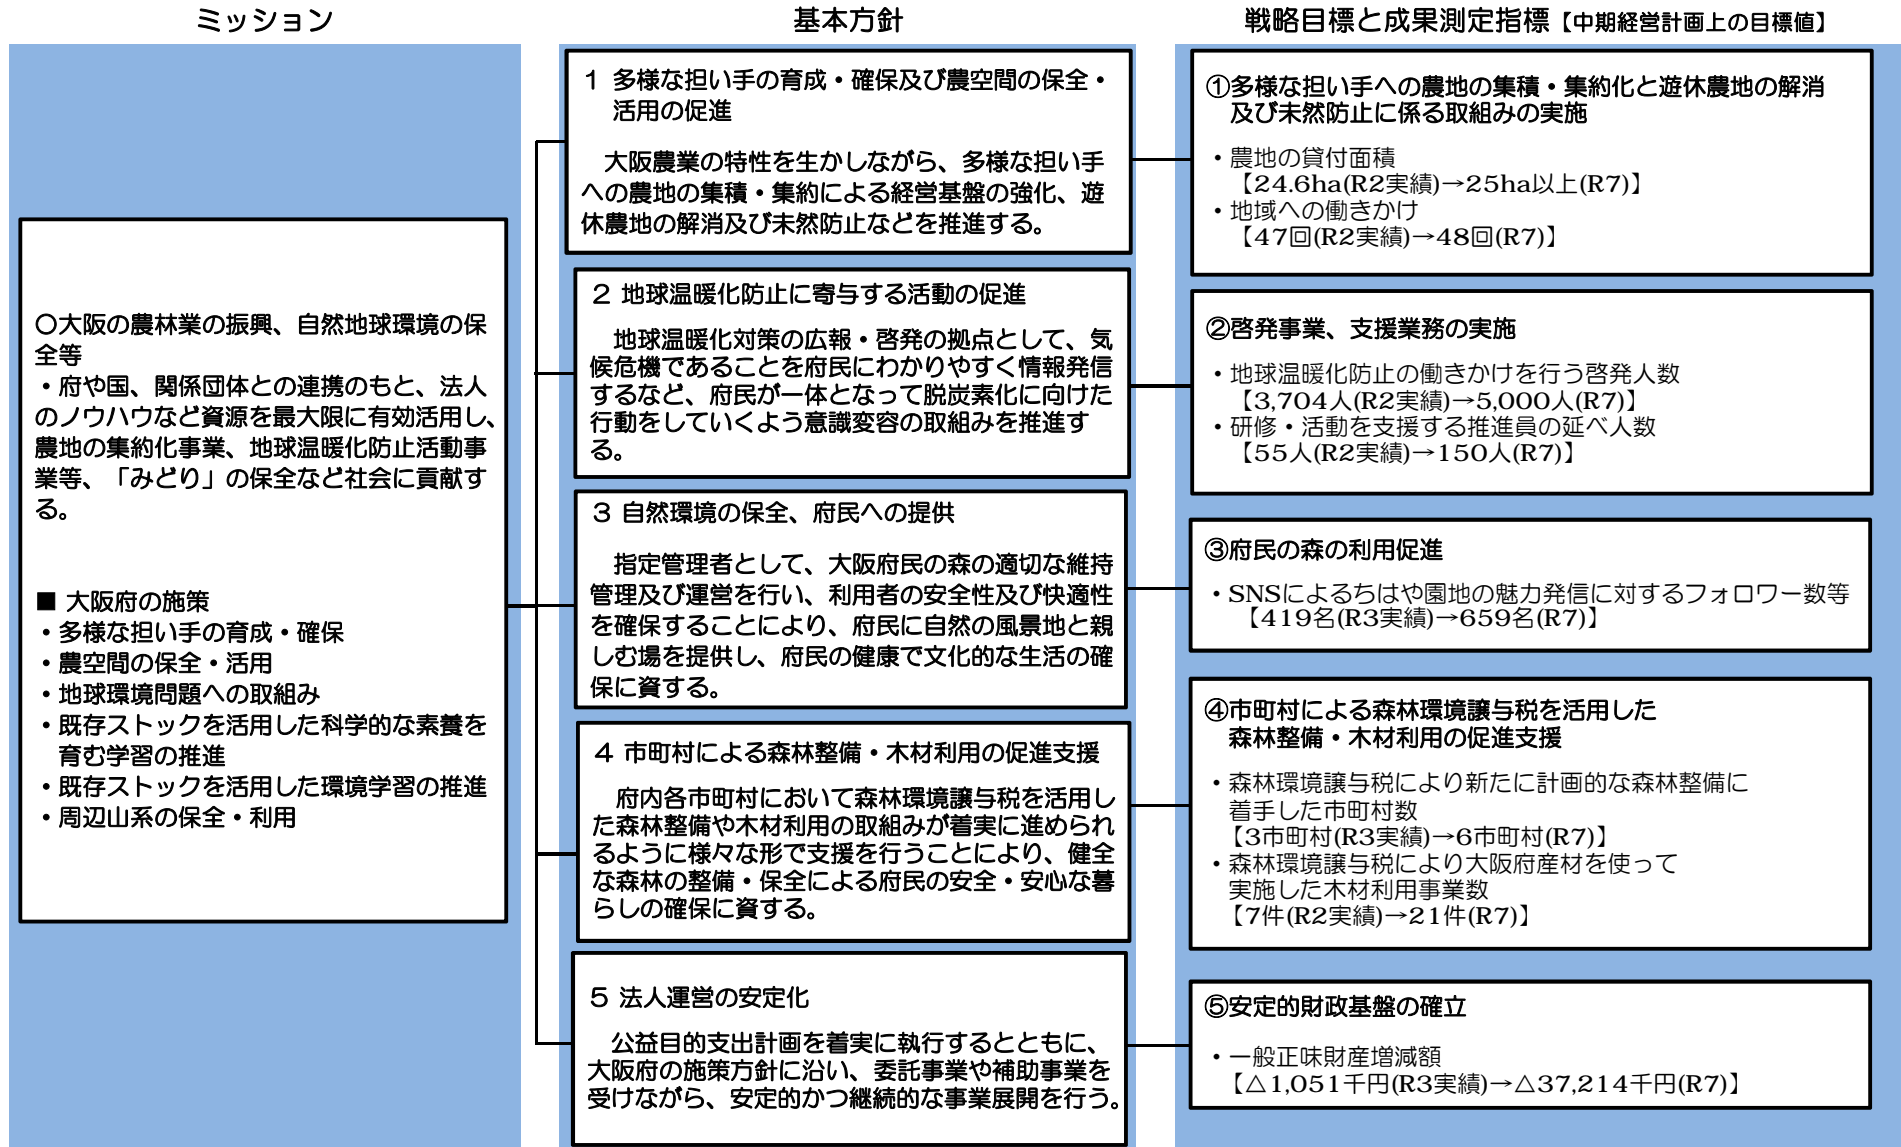 ミッション
○大阪の農林業の振興、自然地球環境の保
全等
・府や国、関係団体との連携のもと、法人
のノウハウなど資源を最大限に有効活用し、
農地の集約化事業、地球温暖化防止活動事
業等、「みどり」の保全など社会に貢献す
る。
■ 大阪府の施策
・多様な担い手の育成・確保
・農空間の保全・活用
・地球環境問題への取組み
・既存ストックを活用した科学的な素養を
育む学習の推進
・既存ストックを活用した環境学習の推進
・周辺山系の保全・利用
基本方針
1 多様な担い手の育成・確保及び農空間の保全・
活用の促進
大阪農業の特性を生かしながら、多様な担い手
への農地の集積・集約による経営基盤の強化、遊
休農地の解消及び未然防止などを推進する。
2 地球温暖化防止に寄与する活動の促進
地球温暖化対策の広報・啓発の拠点として、気
候危機であることを府民にわかりやすく情報発信
するなど、府民が一体となって脱炭素化に向けた
行動をしていくよう意識変容の取組みを推進す
る。
3 自然環境の保全、府民への提供
指定管理者として、大阪府民の森の適切な維持
管理及び運営を行い、利用者の安全性及び快適性
を確保することにより、府民に自然の風景地と親
しむ場を提供し、府民の健康で文化的な生活の確
保に資する。
4 市町村による森林整備・木材利用の促進支援
府内各市町村において森林環境譲与税を活用し
た森林整備や木材利用の取組みが着実に進められ
るように様々な形で支援を行うことにより、健全
な森林の整備・保全による府民の安全・安心な暮
らしの確保に資する。
5 法人運営の安定化
公益目的支出計画を着実に執行するとともに、
大阪府の施策方針に沿い、委託事業や補助事業を
受けながら、安定的かつ継続的な事業展開を行う。
戦略目標と成果測定指標【中期経営計画上の目標値】
①多様な担い手への農地の集積・集約化と遊休農地の解消
及び未然防止に係る取組みの実施
・農地の貸付面積
【24.6ha(R2実績)→25ha以上(R7)】
・地域への働きかけ
【47回(R2実績)→48回(R7)】
②啓発事業、支援業務の実施
・地球温暖化防止の働きかけを行う啓発人数
【3,704人(R2実績)→5,000人(R7)】
・研修・活動を支援する推進員の延べ人数
【55人(R2実績)→150人(R7)】
③府民の森の利用促進
・SNSによるちはや園地の魅力発信に対するフォロワー数等
【419名(R3実績)→659名(R7)】
④市町村による森林環境譲与税を活用した
森林整備・木材利用の促進支援
・森林環境譲与税により新たに計画的な森林整備に
着手した市町村数
【3市町村(R3実績)→6市町村(R7)】
・森林環境譲与税により大阪府産材を使って
実施した木材利用事業数
【7件(R2実績)→21件(R7)】
⑤安定的財政基盤の確立
・一般正味財産増減額
【△1,051千円(R3実績)→△37,214千円(R7)】